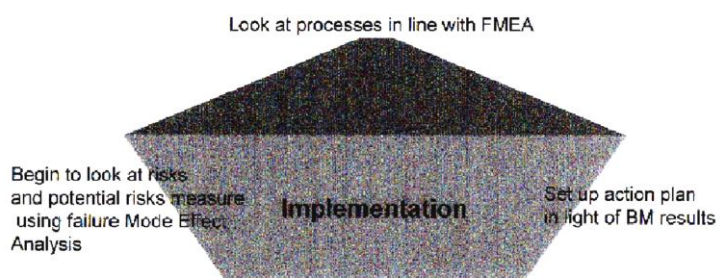 Look at processes in line with FMEA
Begin to look at risks
and potential risks measure
using failure Mode Effect
Analysis
Implementation
Set up action plan
in light of BM results